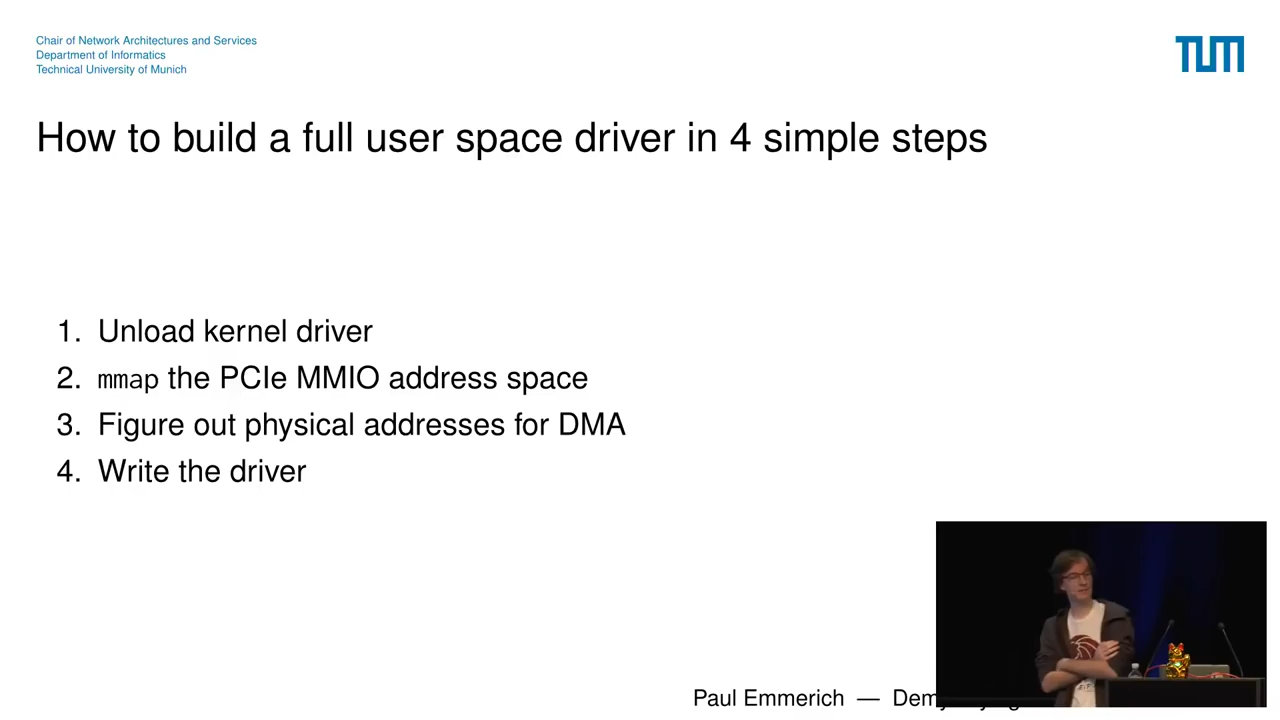 Chair of Network Architectures and Services
Department of Informatics
Technical University of Munich
TUM
How to build a full user space driver in 4 simple steps
1. Unload kernel driver
2. mmap the PCIe MMIO address space
3. Figure out physical addresses for DMA
4. Write the driver
Paul Emmerich —